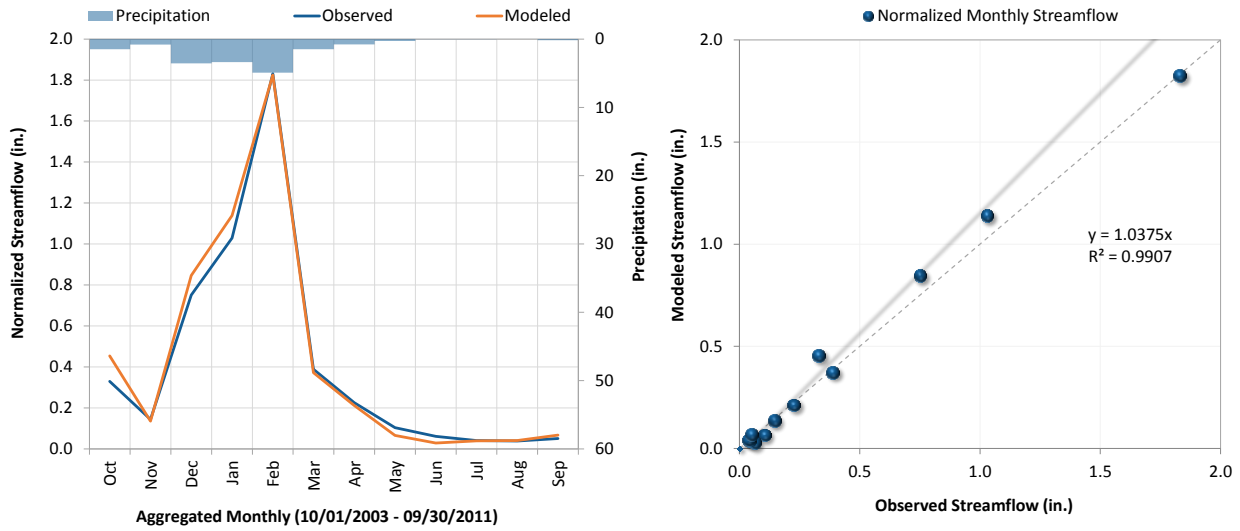 Precipitation Observed Modeled
2.0
1.8
1.6
1.4
1.2
1.0
0.8
0.6
0.4
0.2
0.0
Normalized Streamflow (in.)
0
10
20
30
40
50
60
Precipitation (in.)
Oct Nov Dec Jan Feb Mar Apr May Jun Jul Aug Sep
Aggregated Monthly (10/01/2003 - 09/30/2011)
Normalized Monthly Streamflow
2.0
1.5
1.0
0.5
0.0
Modeled Streamflow (in.)
y = 1.0375x
R² = 0.9907
0.0 0.5 1.0 1.5 2.0
Observed Streamflow (in.)